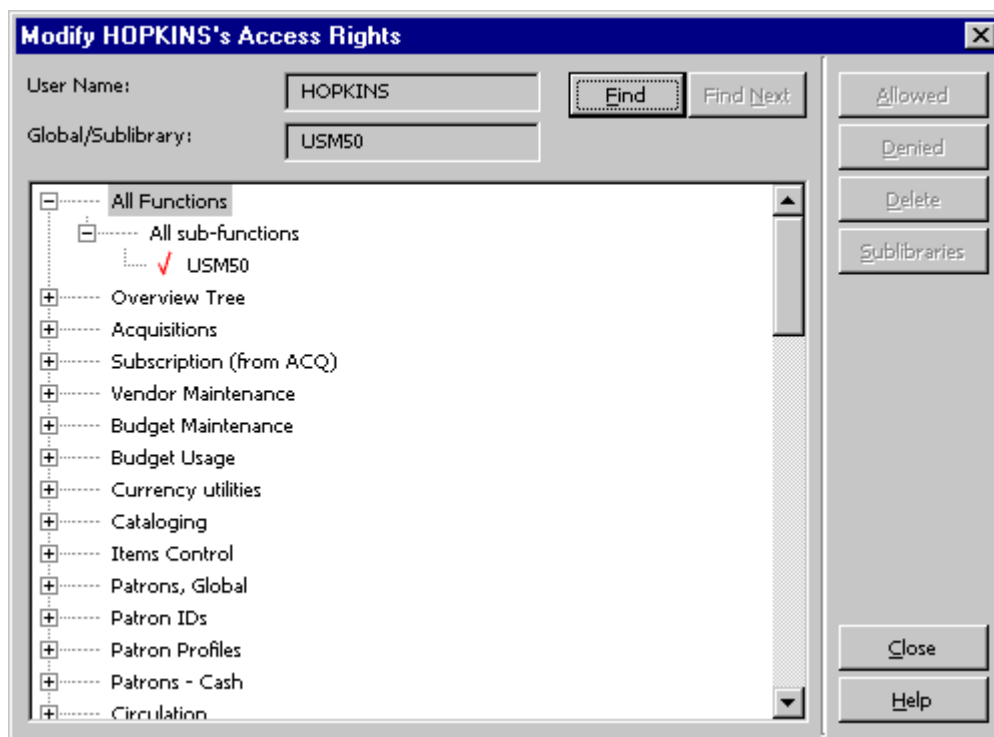 Modify HOPKINS's Access Rights
User Name:
HOPKINS
Find
Find Next
Allowed
Global/Sublibrary:
USM50
Denied
Delete
Sublibraries
All Functions
All sub-functions
USM50
Overview Tree
Acquisitions
Subscription (from ACQ)
Vendor Maintenance
Budget Maintenance
Budget Usage
Currency utilities
Cataloging
Items Control
Patrons, Global
Patron IDs
Patron Profiles
Patrons - Cash
Circulation
Close
Help